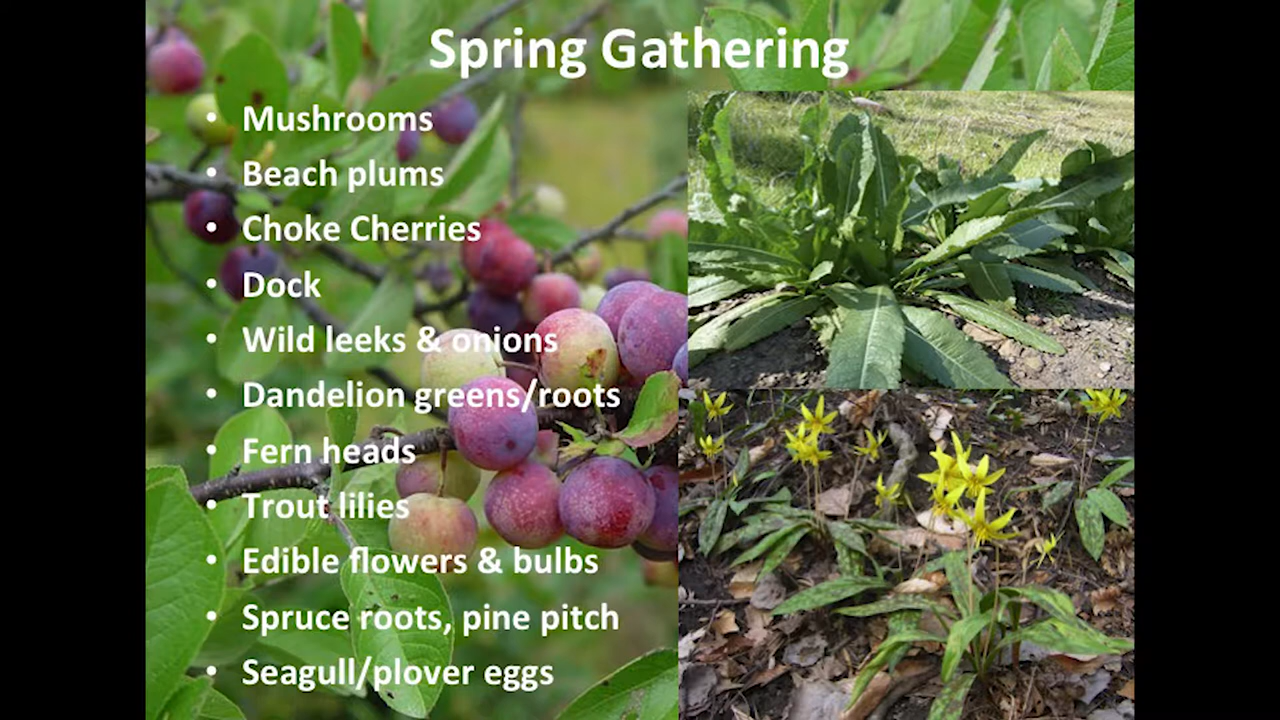 Spring Gathering
• Mushrooms
• Beach plums
• Choke Cherries
• Dock
• Wild leeks & onions
• Dandelion greens/roots
• Fern heads
• Trout lilies
• Edible flowers & bulbs
• Spruce roots, pine pitch
• Seagull/plover eggs